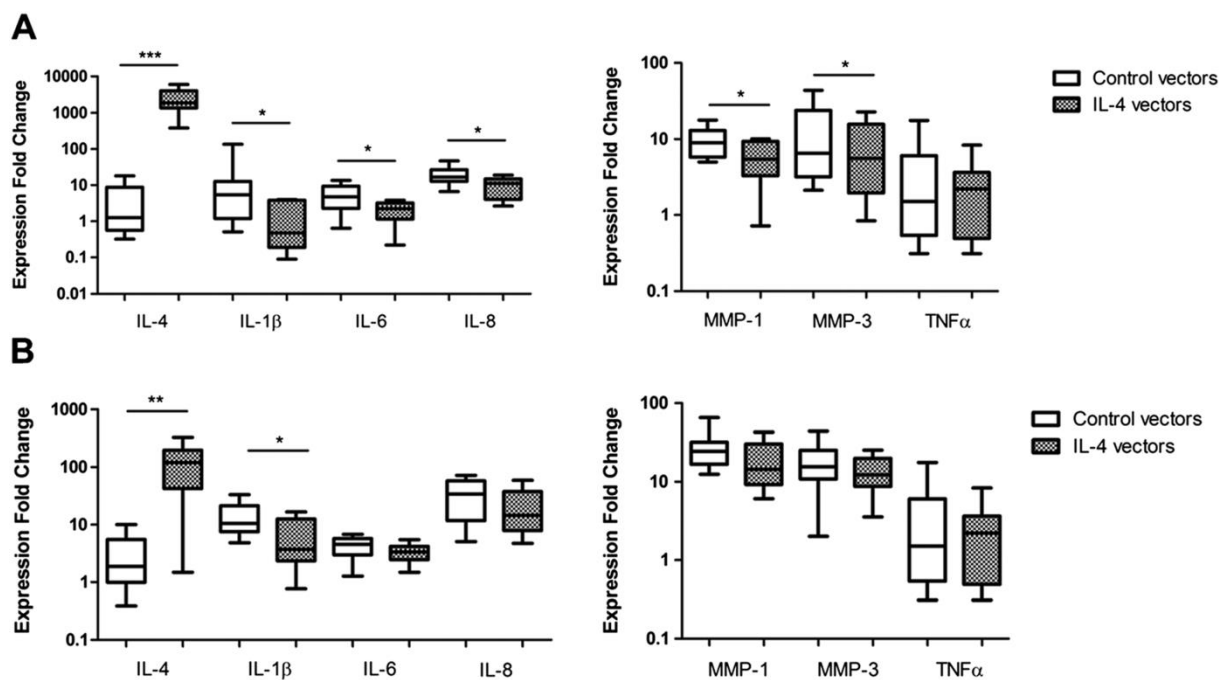 A
Expression Fold Change
10000
1000
100
10
1
0.1
0.01
***
*
*
*
IL-4
IL-1β
IL-6
IL-8
Expression Fold Change
100
10
1
0.1
*
*
MMP-1
MMP-3
TNFα
Control vectors
IL-4 vectors
B
Expression Fold Change
1000
100
10
1
0.1
**
*
IL-4
IL-1β
IL-6
IL-8
Expression Fold Change
100
10
1
0.1
MMP-1
MMP-3
TNFα
Control vectors
IL-4 vectors